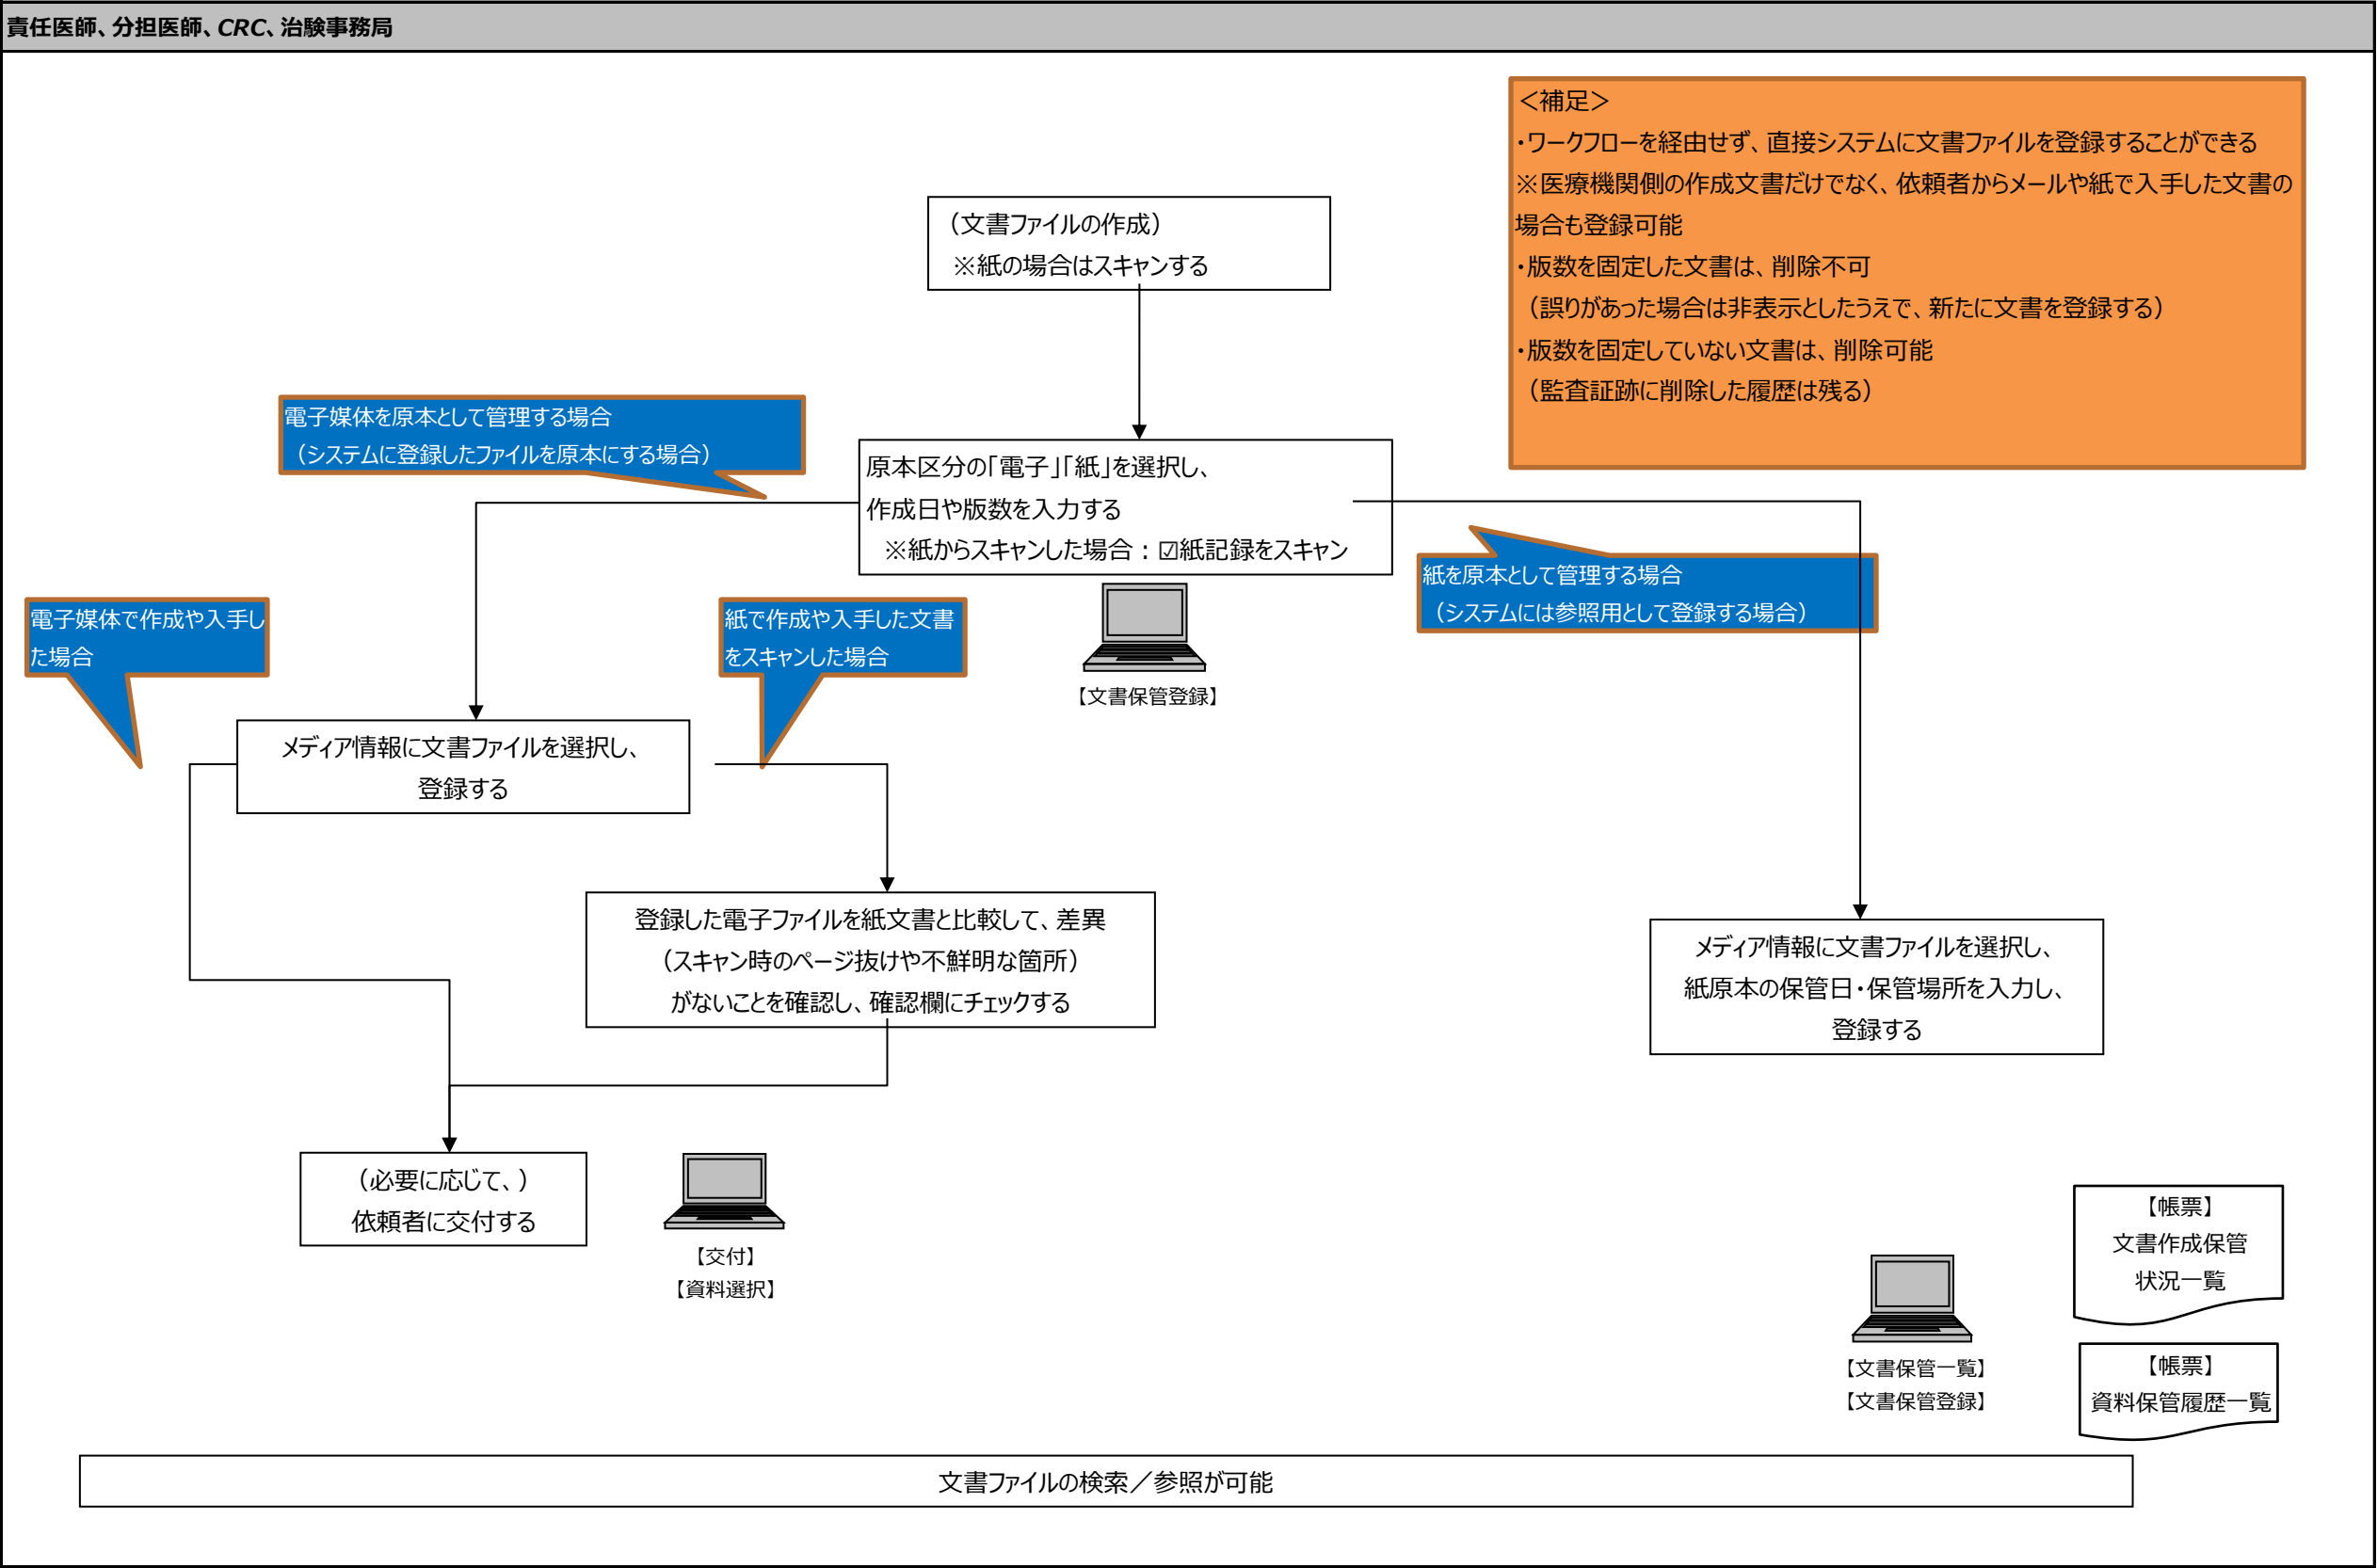 責任医師、分担医師、CRC、治験事務局
＜補足＞
・ワークフローを経由せず、直接システムに文書ファイルを登録することができる
※医療機関側の作成文書だけでなく、依頼者からメールや紙で入手した文書の
場合も登録可能
・版数を固定した文書は、削除不可
（誤りがあった場合は非表示としたうえで、新たに文書を登録する）
・版数を固定していない文書は、削除可能
（監査証跡に削除した履歴は残る）
（文書ファイルの作成）
※紙の場合はスキャンする
電子媒体を原本として管理する場合
（システムに登録したファイルを原本にする場合）
原本区分の「電子」「紙」を選択し、
作成日や版数を入力する
※紙からスキャンした場合：☑紙記録をスキャン
紙を原本として管理する場合
（システムには参照用として登録する場合）
電子媒体で作成や入手し
た場合
紙で作成や入手した文書
をスキャンした場合
【文書保管登録】
メディア情報に文書ファイルを選択し、
登録する
登録した電子ファイルを紙文書と比較して、差異
（スキャン時のページ抜けや不鮮明な箇所）
がないことを確認し、確認欄にチェックする
メディア情報に文書ファイルを選択し、
紙原本の保管日・保管場所を入力し、
登録する
（必要に応じて、）
依頼者に交付する
【交付】
【資料選択】
【帳票】
文書作成保管
状況一覧
【文書保管一覧】
【文書保管登録】
【帳票】
資料保管履歴一覧
文書ファイルの検索／参照が可能